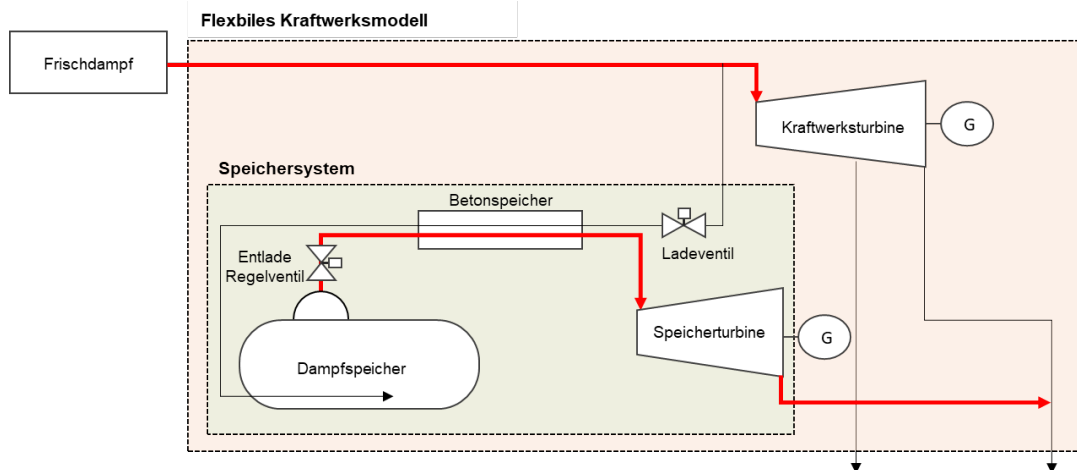 Flexbiles Kraftwerksmodell
Frischdampf
Kraftwerksturbine
G
Speichersystem
Betonspeicher
Entlade
Regelventil
Ladeventil
Speicherturbine
G
Dampfspeicher